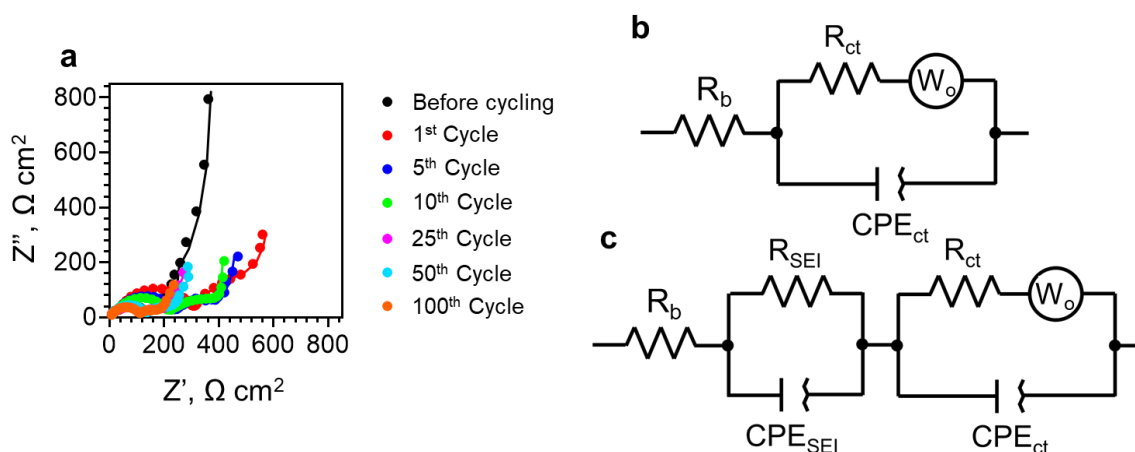 a
800
600
400
200
0
0 200 400 600 800
Z", Ω cm²
Z', Ω cm²
Before cycling
1st Cycle
5th Cycle
10th Cycle
25th Cycle
50th Cycle
100th Cycle
b
Rb
Rct
Wo
CPEct
c
Rb
RSEI
CPESEI
Rct
Wo
CPEct